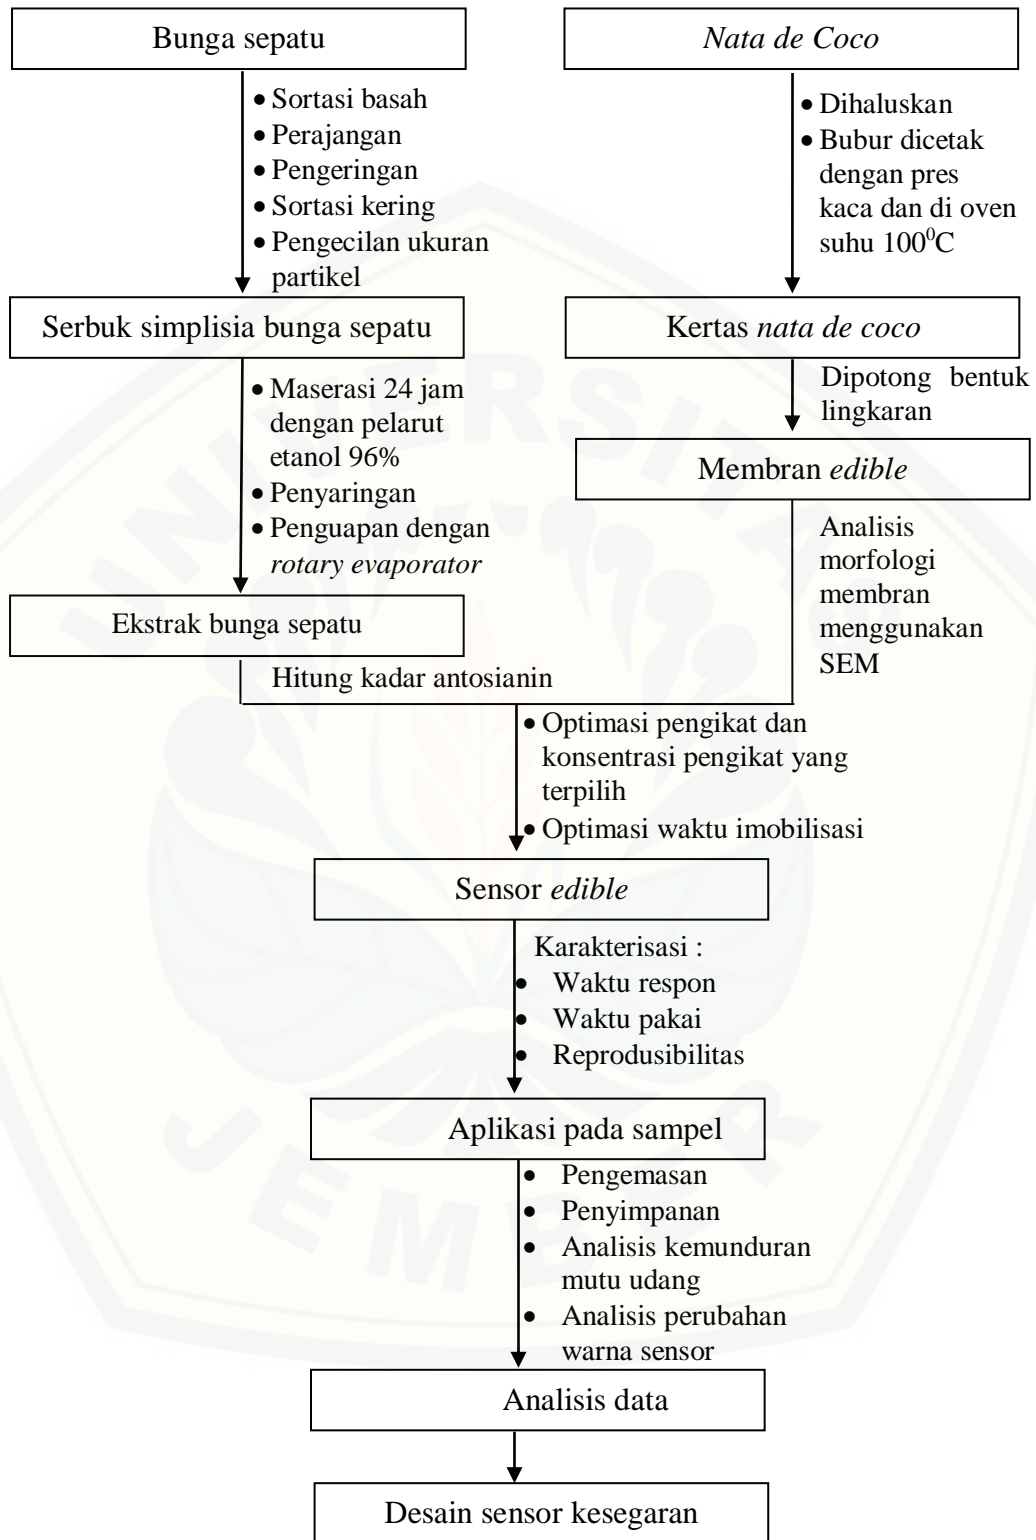 Bunga sepatu
• Sortasi basah
• Perajangan
• Pengeringan
• Sortasi kering
• Pengecilan ukuran
partikel
Serbuk simplisia bunga sepatu
• Maserasi 24 jam
dengan pelarut
etanol 96%
• Penyaringan
• Penguapan dengan
rotary evaporator
Ekstrak bunga sepatu
Hitung kadar antosianin
Nata de Coco
• Dihaluskan
• Bubur dicetak
dengan pres
kaca dan di oven
suhu 100⁰C
Kertas nata de coco
Dipotong bentuk
lingkaran
Membran edible
Analisis
morfologi
membran
menggunakan
SEM
• Optimasi pengikat dan
konsentrasi pengikat yang
terpilih
• Optimasi waktu imobilisasi
Sensor edible
Karakterisasi :
• Waktu respon
• Waktu pakai
• Reprodusibilitas
Aplikasi pada sampel
• Pengemasan
• Penyimpanan
• Analisis kemunduran
mutu udang
• Analisis perubahan
warna sensor
Analisis data
Desain sensor kesegaran
UNIVERSITAS
JEMBER